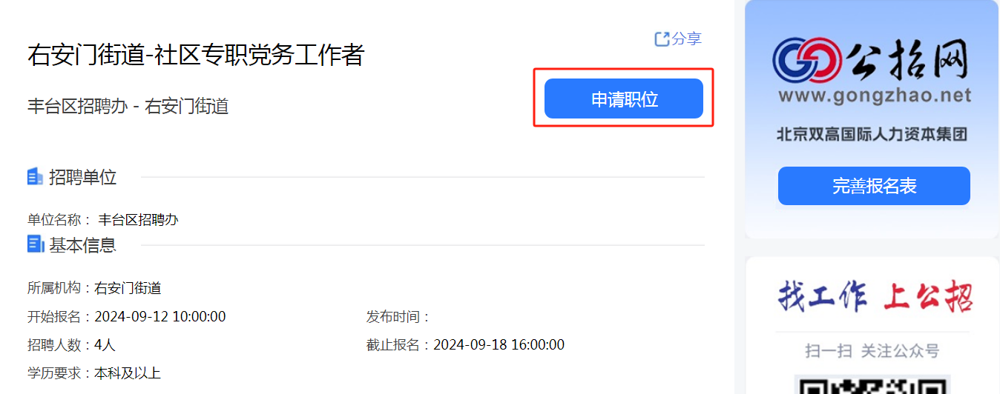 右安门街道-社区专职党务工作者
分享
丰台区招聘办 - 右安门街道
申请职位
招聘单位
单位名称： 丰台区招聘办
基本信息
所属机构：右安门街道
开始报名：2024-09-12 10:00:00
发布时间：
招聘人数：4人
截止报名：2024-09-18 16:00:00
学历要求：本科及以上
公招网
www.gongzhao.net
北京双高国际人力资本集团
完善报名表
找工作 上公招
扫一扫 关注公众号